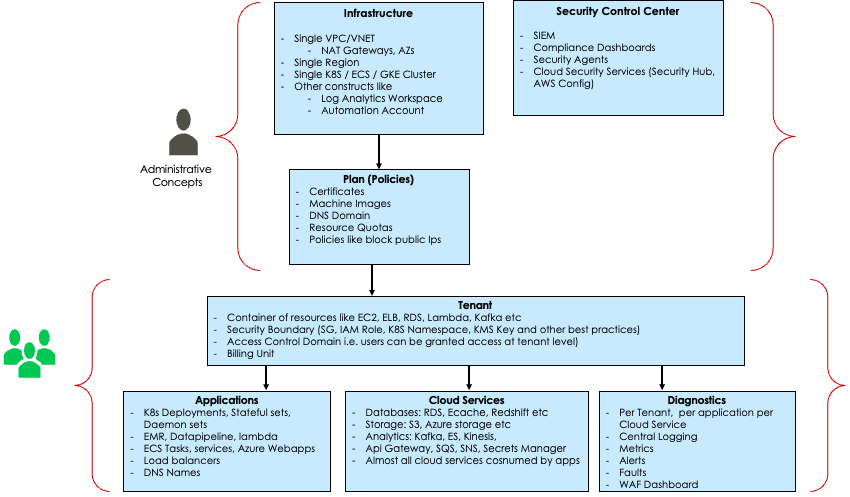 Infrastructure
- Single VPC/VNET
- NAT Gateways, AZs
- Single Region
- Single K8S / ECS / GKE Cluster
- Other constructs like
- Log Analytics Workspace
- Automation Account
Security Control Center
- SIEM
- Compliance Dashboards
- Security Agents
- Cloud Security Services (Security Hub,
AWS Config)
Administrative
Concepts
Plan (Policies)
- Certificates
- Machine Images
- DNS Domain
- Resource Quotas
- Policies like block public Ips
Tenant
- Container of resources like EC2, ELB, RDS, Lambda, Kafka etc
- Security Boundary (SG, IAM Role, K8S Namespace, KMS Key and other best practices)
- Access Control Domain i.e. users can be granted access at tenant level)
- Billing Unit
Applications
- K8s Deployments, Stateful sets,
Daemon sets
- EMR, Datapipeline, lambda
- ECS Tasks, services, Azure Webapps
- Load balancers
- DNS Names
Cloud Services
- Databases: RDS, Ecache, Redshift etc
- Storage: S3, Azure storage etc
- Analytics: Kafka, ES, Kinesis,
- Api Gateway, SQS, SNS, Secrets Manager
- Almost all cloud services cosnumed by apps
Diagnostics
- Per Tenant, per application per
Cloud Service
- Central Logging
- Metrics
- Alerts
- Faults
- WAF Dashboard